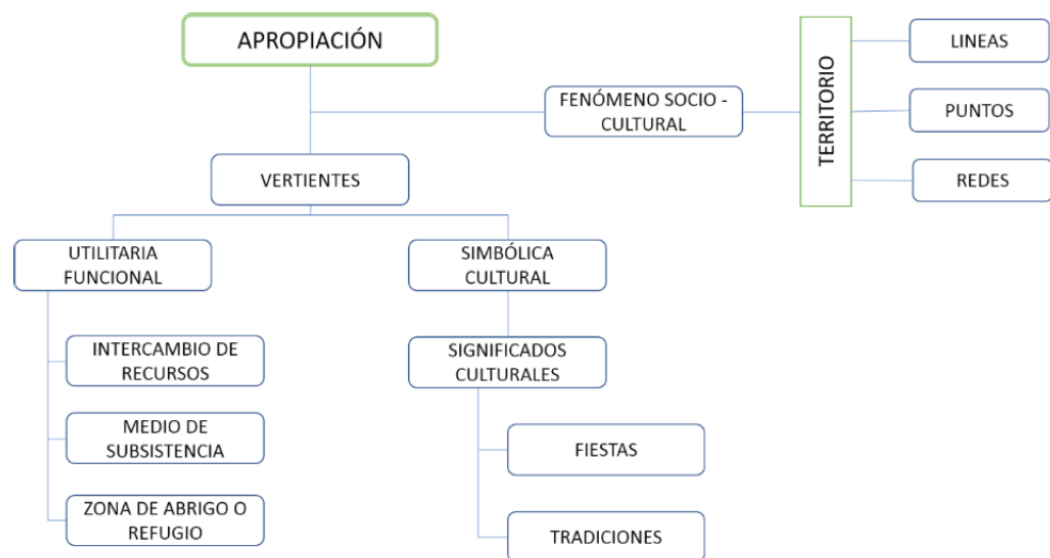 APROPIACIÓN
FENÓMENO SOCIO -
CULTURAL
TERRITORIO
LINEAS
PUNTOS
REDES
VERTIENTES
UTILITARIA
FUNCIONAL
INTERCAMBIO DE
RECURSOS
MEDIO DE
SUBSISTENCIA
ZONA DE ABRIGO O
REFUGIO
SIMBÓLICA
CULTURAL
SIGNIFICADOS
CULTURALES
FIESTAS
TRADICIONES